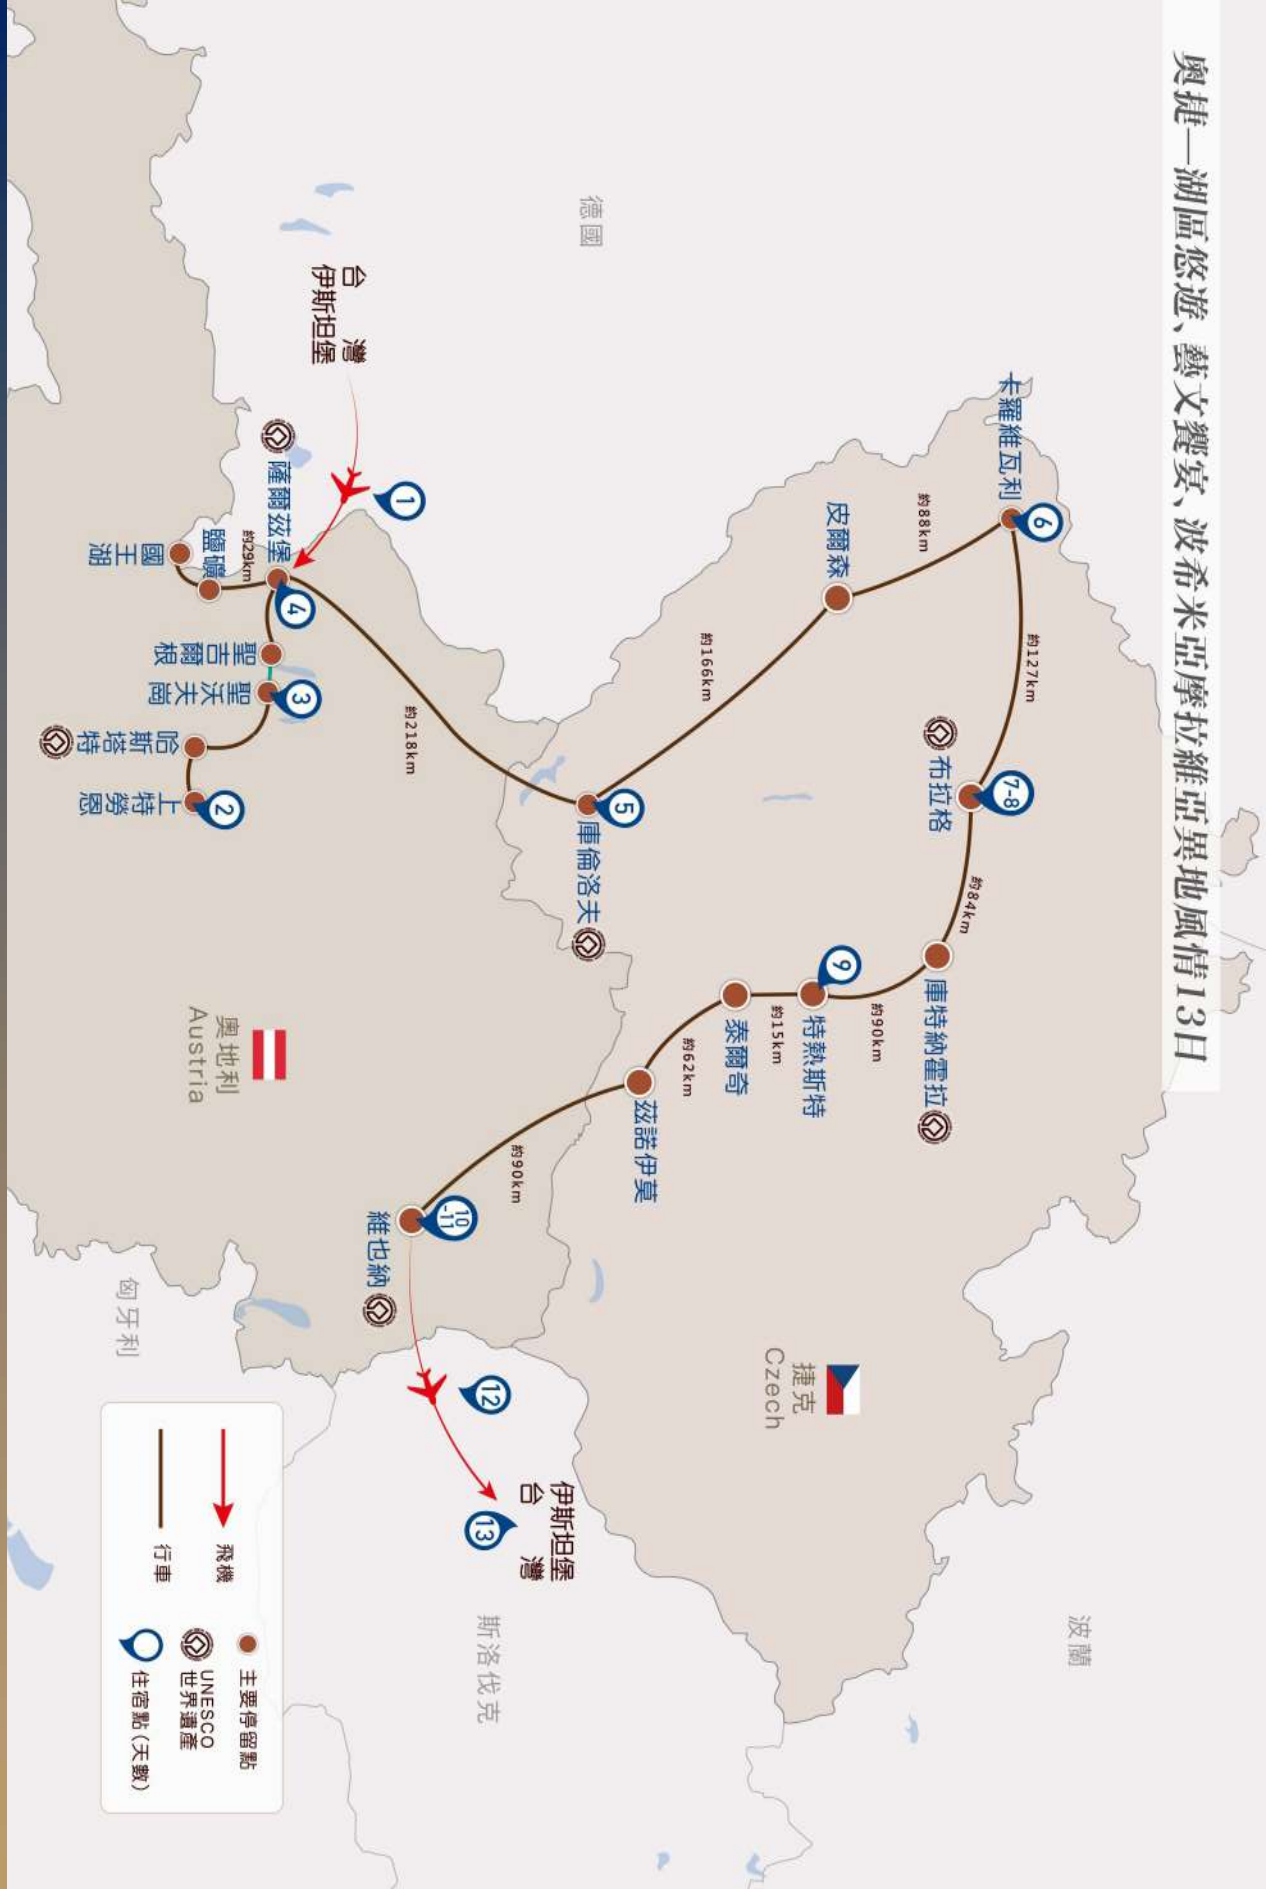 奧捷—湖區悠遊、藝文饗宴、波希米亞摩拉維亞異地風情13日
德國
波蘭
卡羅維瓦利
6
約88km
約127km
皮爾森
7-8
布拉格
約84km
庫特納霍拉
約166km
約90km
9
特熱斯特
約15km
泰爾奇
約62km
捷克
Czech
5
庫倫洛夫
茲諾伊莫
約90km
台灣
伊斯坦堡
1
薩爾茲堡
4
約218km
約29km
鹽礦
國王湖
聖吉爾根
聖沃夫岡
3
哈斯塔特
上特勞恩
2
奧地利
Austria
10
-11
維也納
12
伊斯坦堡
台灣
13
斯洛伐克
匈牙利
飛機
行車
主要停留點
UNESCO
世界遺產
住宿點(天數)